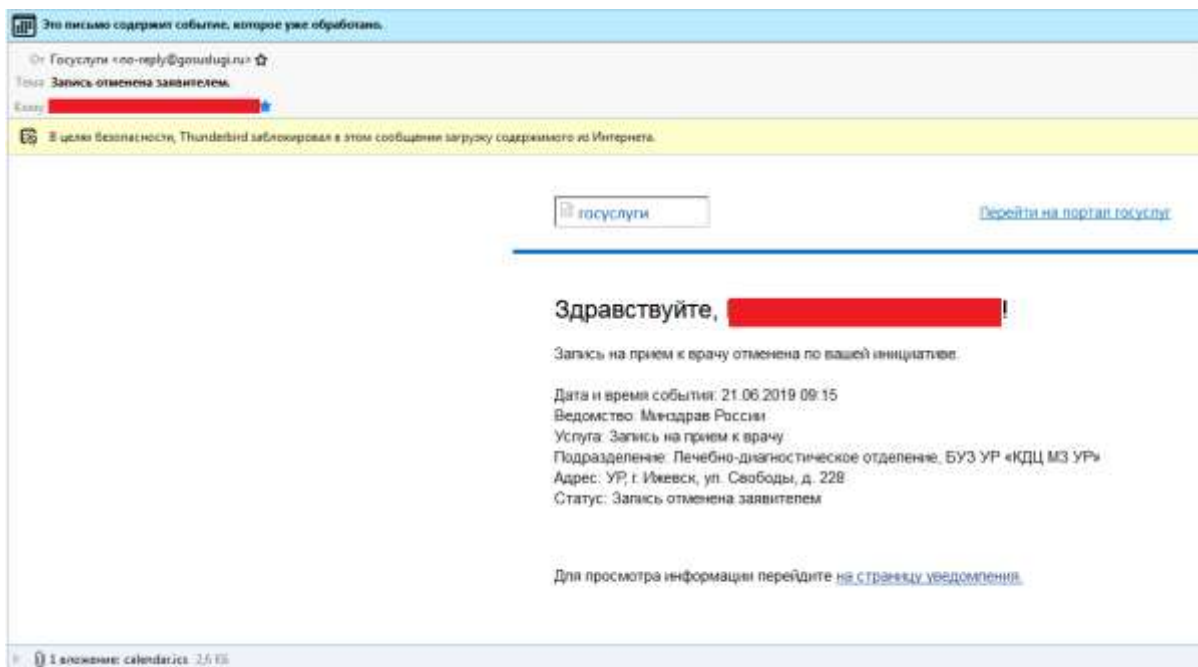 Это письмо содержит событие, которое уже обработано.
От Госуслуги <no-reply@gosuslugi.ru>
Тема Запись отменена заявителем.
Кому
В целях безопасности, Thunderbird заблокировал в этом сообщении загрузку содержимого из Интернета.
госуслуги
Перейти на портал госуслуг
Здравствуйте, !
Запись на прием к врачу отменена по вашей инициативе.
Дата и время события: 21.06.2019 09:15
Ведомство: Минздрав России
Услуга: Запись на прием к врачу
Подразделение: Лечебно-диагностическое отделение, БУЗ УР «КДЦ МЗ УР»
Адрес: УР, г. Ижевск, ул. Свободы, д. 228
Статус: Запись отменена заявителем
Для просмотра информации перейдите на страницу уведомления.
1 вложение: calendar.ics 2,6 КБ